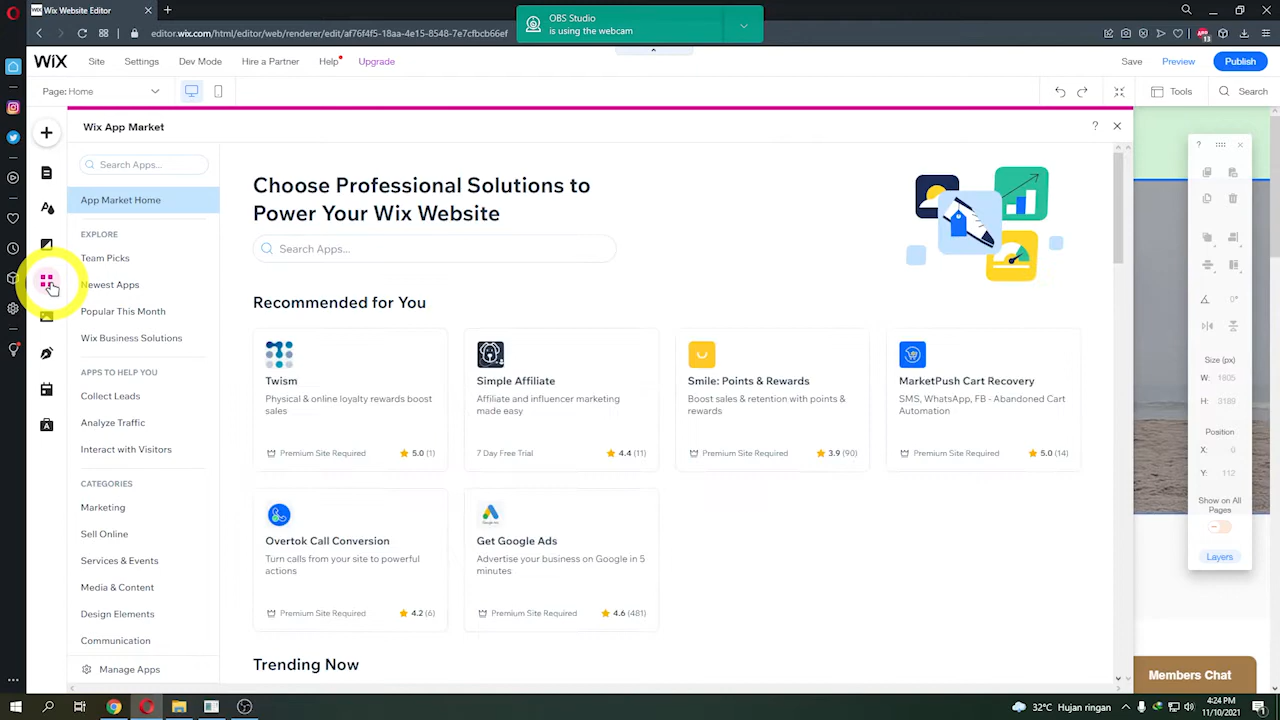 Wix Website Editor
OBS Studio
is using the webcam
editor.wix.com/html/editor/web/renderer/edit/af76f4f5-18aa-4e15-8548-7e7cfbcb66ef
WiX
Site
Settings
Dev Mode
Hire a Partner
Help
Upgrade
Save
Preview
Publish
Page: Home
Tools
Search
Wix App Market
?
Search Apps...
App Market Home
EXPLORE
Team Picks
Newest Apps
Popular This Month
Wix Business Solutions
APPS TO HELP YOU
Collect Leads
Analyze Traffic
Interact with Visitors
CATEGORIES
Marketing
Sell Online
Services & Events
Media & Content
Design Elements
Communication
Manage Apps
Choose Professional Solutions to
Power Your Wix Website
Search Apps...
Recommended for You
Twism
Physical & online loyalty rewards boost
sales
Premium Site Required
5.0 (1)
Simple Affiliate
Affiliate and influencer marketing
made easy
7 Day Free Trial
4.4 (11)
Smile: Points & Rewards
Boost sales & retention with points &
rewards
Premium Site Required
3.9 (90)
MarketPush Cart Recovery
SMS, WhatsApp, FB - Abandoned Cart
Automation
Premium Site Required
5.0 (14)
Overtok Call Conversion
Turn calls from your site to powerful
actions
Premium Site Required
4.2 (6)
Google Ads
Get Google Ads
Advertise your business on Google in 5
minutes
Premium Site Required
4.6 (481)
Trending Now
?
0°
Size (px)
W: 1805
H: 3189
Position
X: 0
Y: 112
Show on All
Pages
Layers
Members Chat
32°C Hujan ringan
4:24 PM
11/10/2021